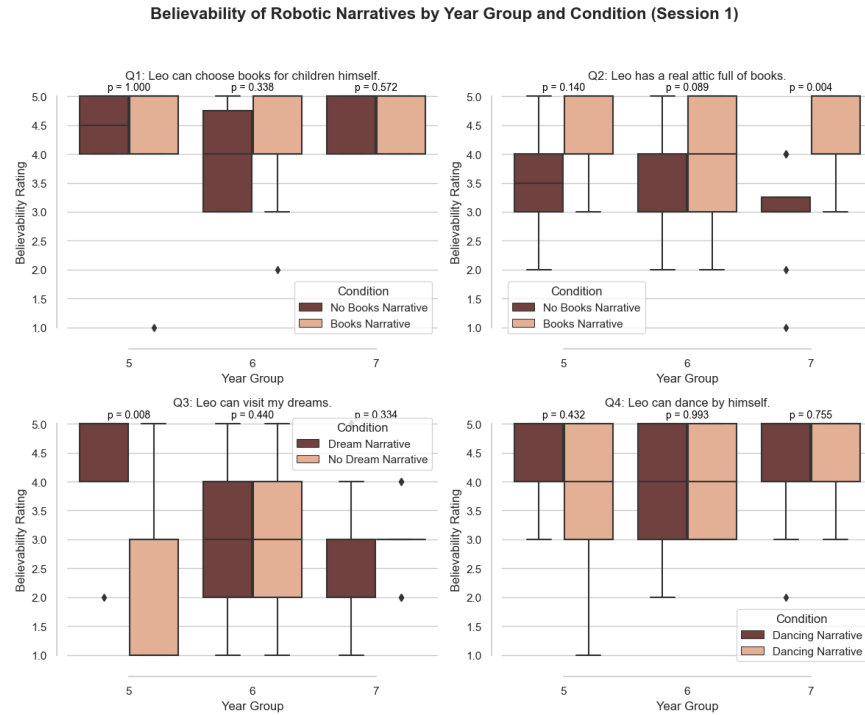 Believability of Robotic Narratives by Year Group and Condition (Session 1)
Q1: Leo can choose books for children himself.
p = 1.000 p = 0.338 p = 0.572
5.0
4.5
4.0
3.5
3.0
2.5
2.0
1.5
1.0
Believability Rating
Condition
No Books Narrative
Books Narrative
5 6 7
Year Group
Q2: Leo has a real attic full of books.
p = 0.140 p = 0.089 p = 0.004
5.0
4.5
4.0
3.5
3.0
2.5
2.0
1.5
1.0
Believability Rating
Condition
No Books Narrative
Books Narrative
5 6 7
Year Group
Q3: Leo can visit my dreams.
p = 0.008 p = 0.440 p = 0.334
5.0
4.5
4.0
3.5
3.0
2.5
2.0
1.5
1.0
Believability Rating
Condition
Dream Narrative
No Dream Narrative
5 6 7
Year Group
Q4: Leo can dance by himself.
p = 0.432 p = 0.993 p = 0.755
5.0
4.5
4.0
3.5
3.0
2.5
2.0
1.5
1.0
Believability Rating
Condition
Dancing Narrative
Dancing Narrative
5 6 7
Year Group